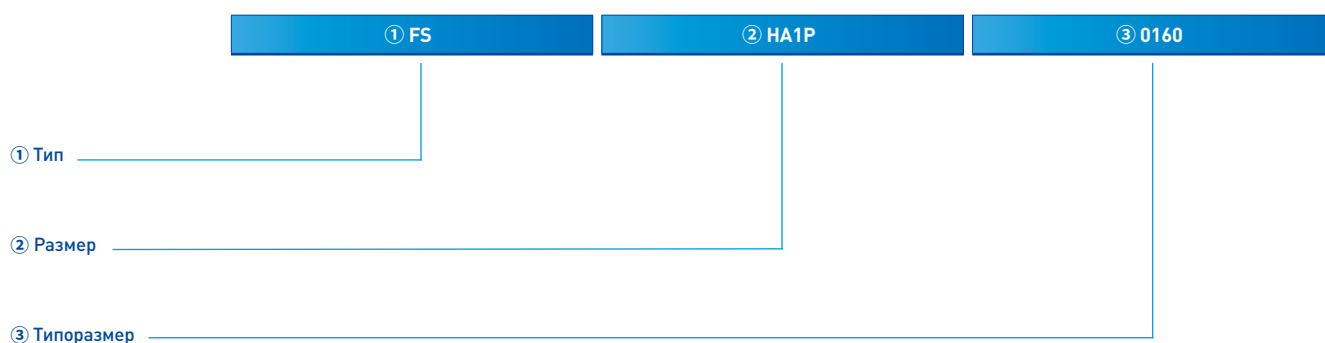 ① FS
② HA1P
③ 0160
① Тип
② Размер
③ Типоразмер